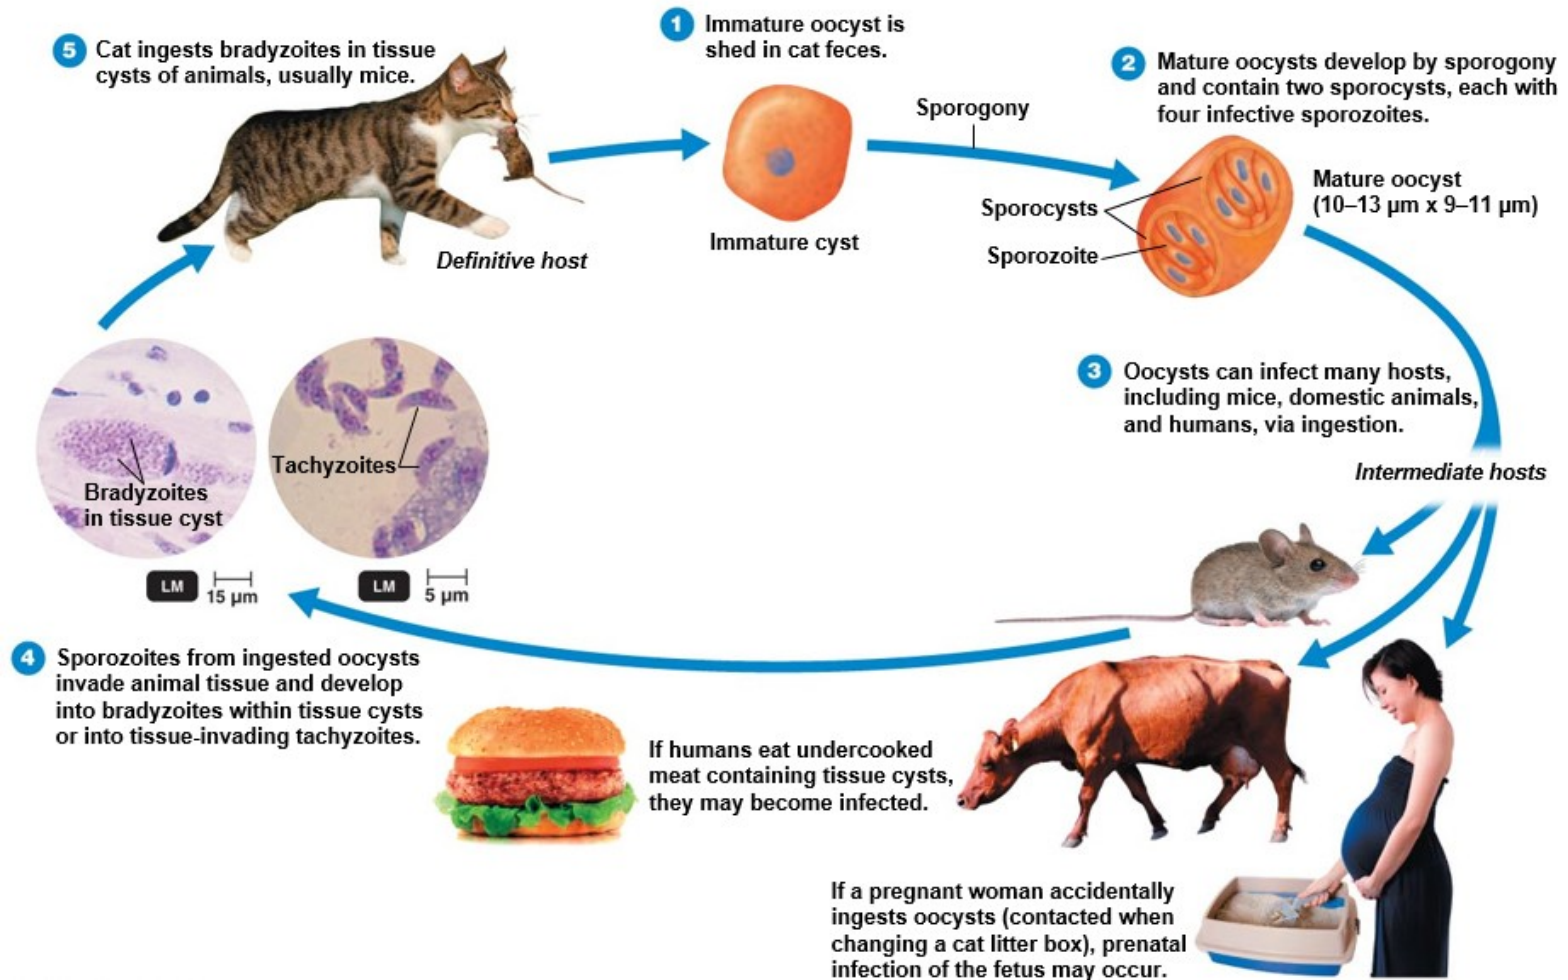 1 Immature oocyst is
shed in cat feces.
5 Cat ingests bradyzoites in tissue
cysts of animals, usually mice.
2 Mature oocysts develop by sporogony
and contain two sporocysts, each with
four infective sporozoites.
Sporogony
Sporocysts
Sporozoite
Mature oocyst
(10–13 µm x 9–11 µm)
Immature cyst
Definitive host
3 Oocysts can infect many hosts,
including mice, domestic animals,
and humans, via ingestion.
Intermediate hosts
Bradyzoites
in tissue cyst
Tachyzoites
LM 15 µm
LM 5 µm
4 Sporozoites from ingested oocysts
invade animal tissue and develop
into bradyzoites within tissue cysts
or into tissue-invading tachyzoites.
If humans eat undercooked
meat containing tissue cysts,
they may become infected.
If a pregnant woman accidentally
ingests oocysts (contacted when
changing a cat litter box), prenatal
infection of the fetus may occur.